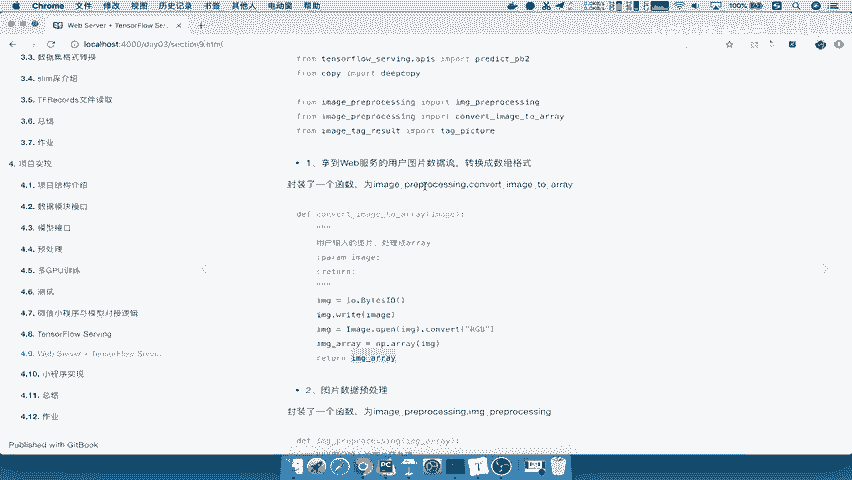 Chrome 文件 修改 视图 历史记录 书签 其他人 电动窗 帮助
100%
Web Server + TensorFlow Ser
localhost:4000/day03/section9.html
3.3. 数据集格式转换
3.4. slim库介绍
3.5. TFRecords文件读取
3.6. 总结
3.7. 作业
4. 项目实现
4.1. 项目结构介绍
4.2. 数据模块接口
4.3. 模型接口
4.4. 预处理
4.5. 多GPU训练
4.6. 测试
4.7. 微信小程序与模型对接逻辑
4.8. TensorFlow Serving
4.9. Web Server + TensorFlow Serv...
4.10. 小程序实现
4.11. 总结
4.12. 作业
Published with GitBook
from tensorflow_serving.apis import predict_pb2
from copy import deepcopy
from image_preprocessing import img_preprocessing
from image_preprocessing import convert_image_to_array
from image_tag_result import tag_picture
• 1、拿到Web服务的用户图片数据流，转换成数组格式
封装了一个函数，为image_preprocessing.convert_image_to_array
def convert_image_to_array(image):
"""
用户输入的图片，处理成array
:param image:
:return:
"""
img = io.BytesIO()
img.write(image)
img = Image.open(img).convert("RGB")
img_array = np.array(img)
return img_array
• 2、图片数据预处理
封装了一个函数，为image_preprocessing.img_preprocessing
def img_preprocessing(img_array):